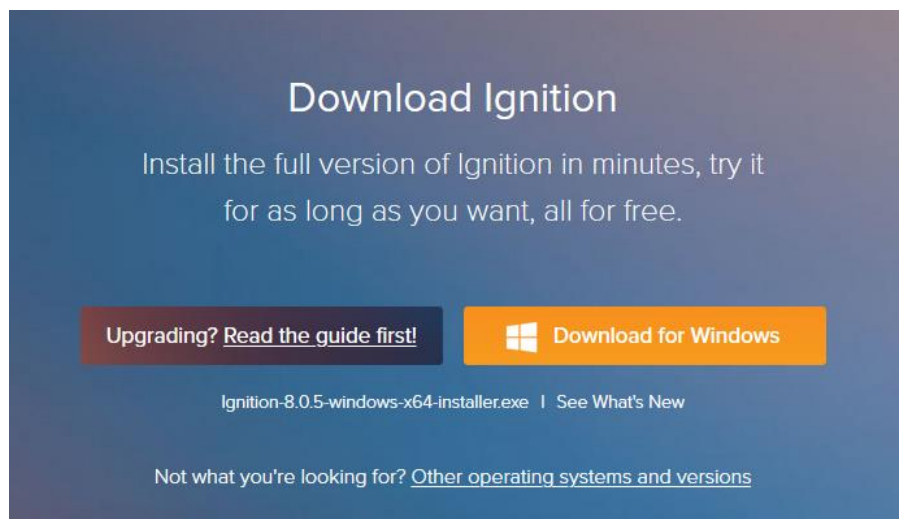 Download Ignition
Install the full version of Ignition in minutes, try it
for as long as you want, all for free.
Upgrading? Read the guide first!
Download for Windows
Ignition-8.0.5-windows-x64-installer.exe | See What's New
Not what you're looking for? Other operating systems and versions